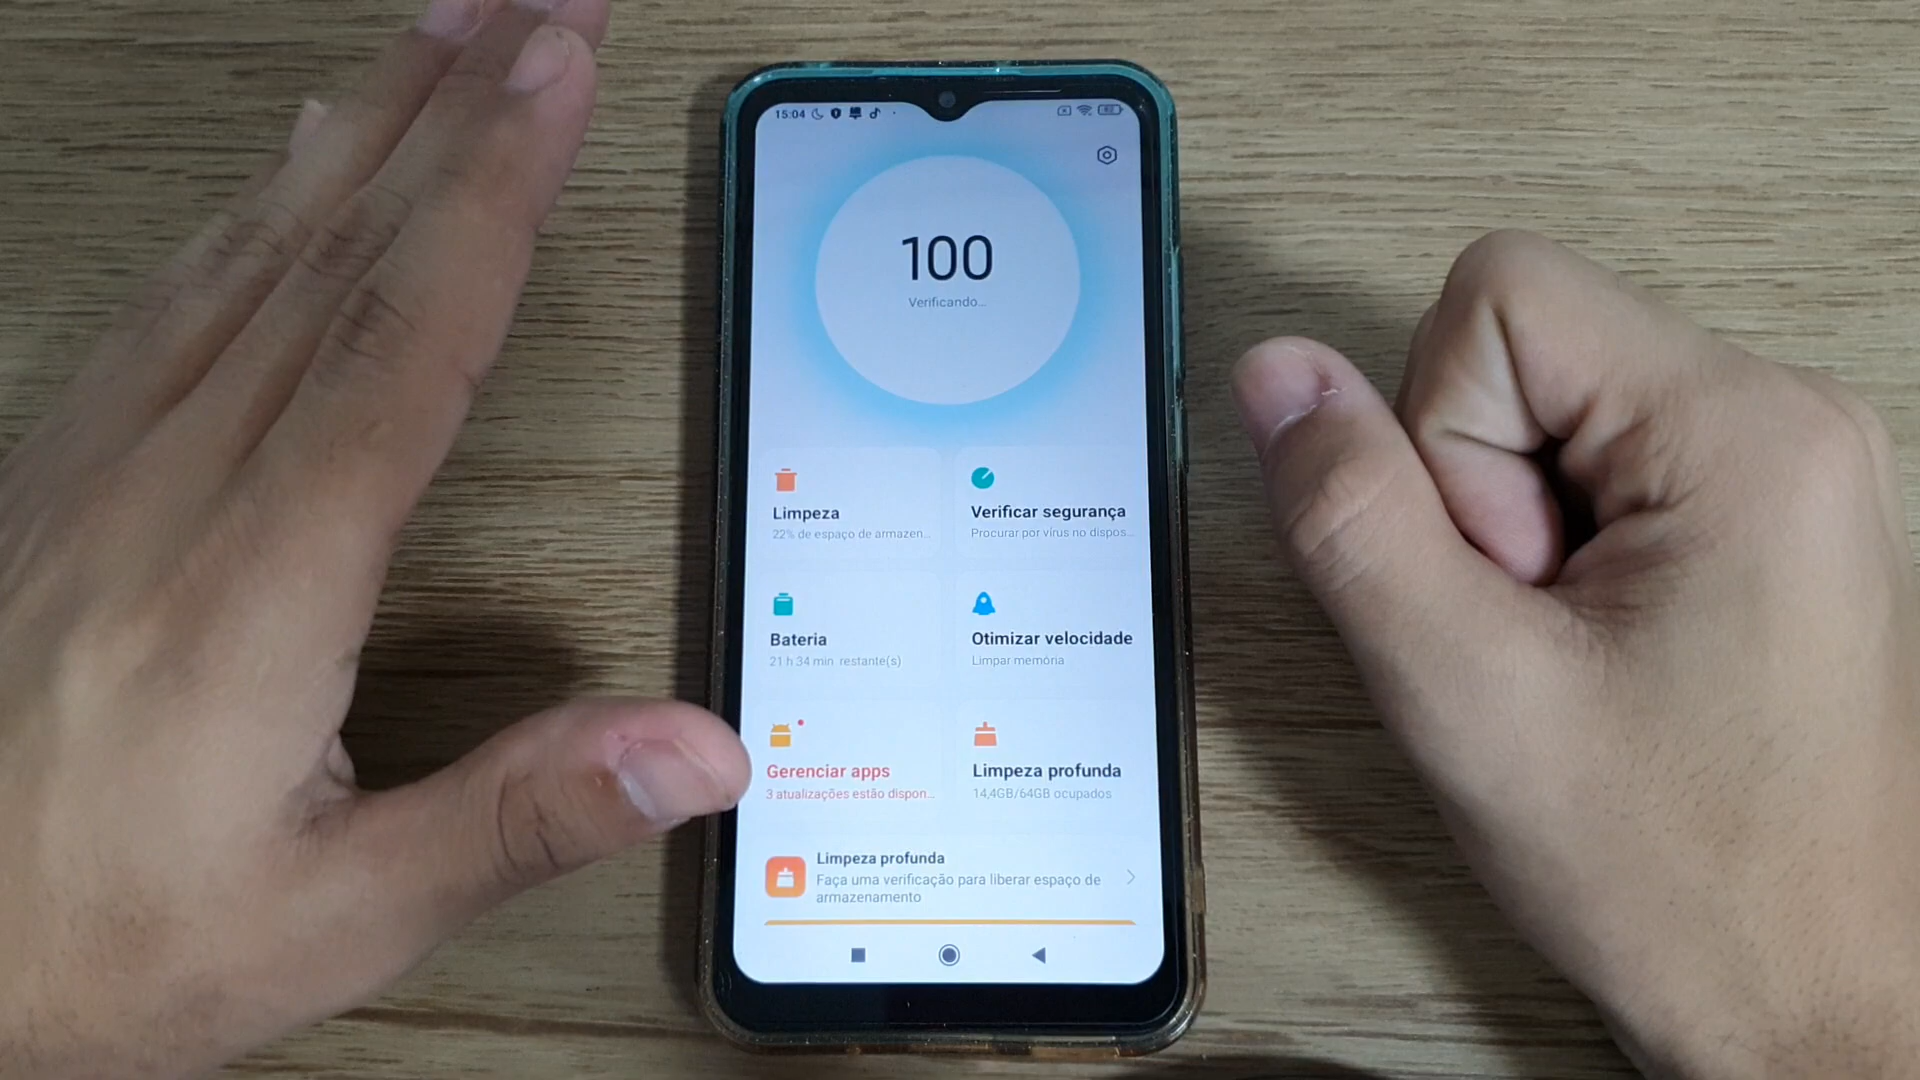 15:04
100
Verificando...
Limpeza
22% de espaço de armazen...
Verificar segurança
Procurar por vírus no dispos...
Bateria
21 h 34 min restante(s)
Otimizar velocidade
Limpar memória
Gerenciar apps
3 atualizações estão dispon...
Limpeza profunda
14,4GB/64GB ocupados
Limpeza profunda
Faça uma verificação para liberar espaço de
armazenamento